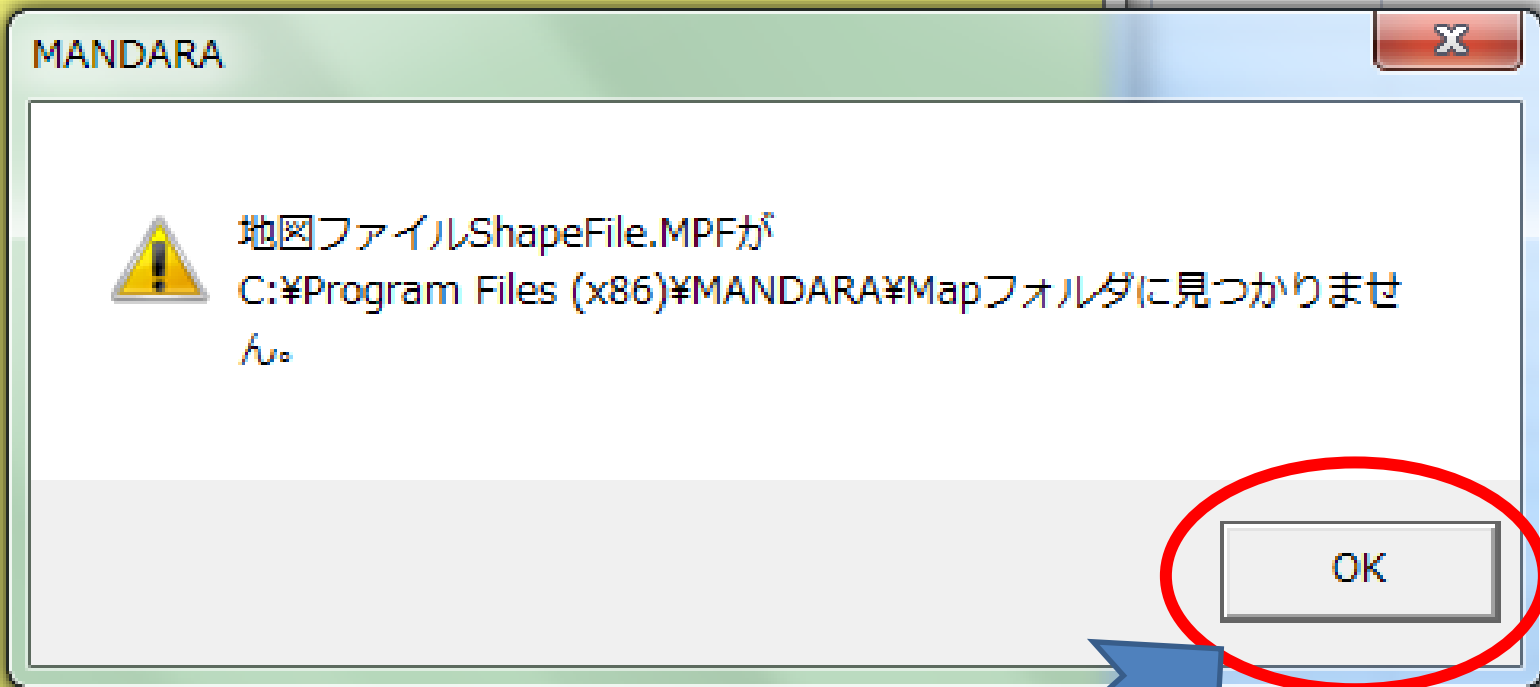 MANDARA
地図ファイルShapeFile.MPFが
C:¥Program Files (x86)¥MANDARA¥Mapフォルダに見つかりませ
ん。
OK